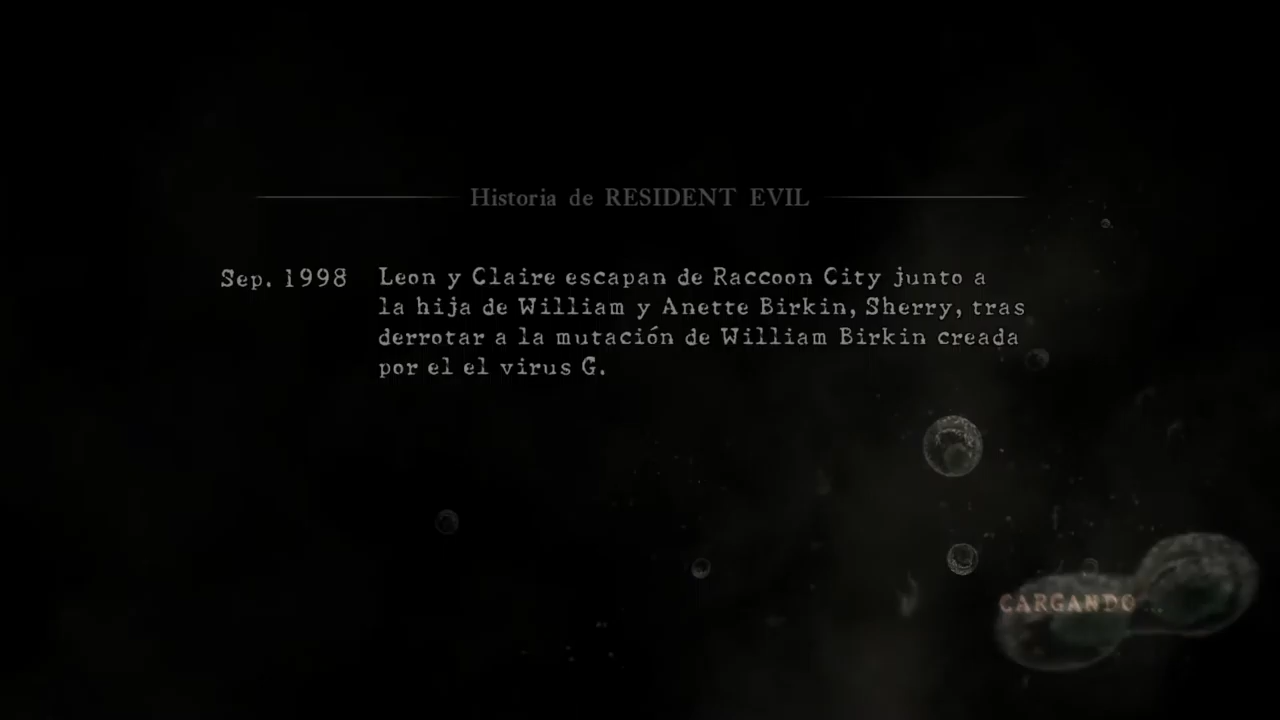 Historia de RESIDENT EVIL
Sep. 1998 Leon y Claire escapan de Raccoon City junto a
la hija de William y Anette Birkin, Sherry, tras
derrotar a la mutación de William Birkin creada
por el el virus G.
CARGANDO...